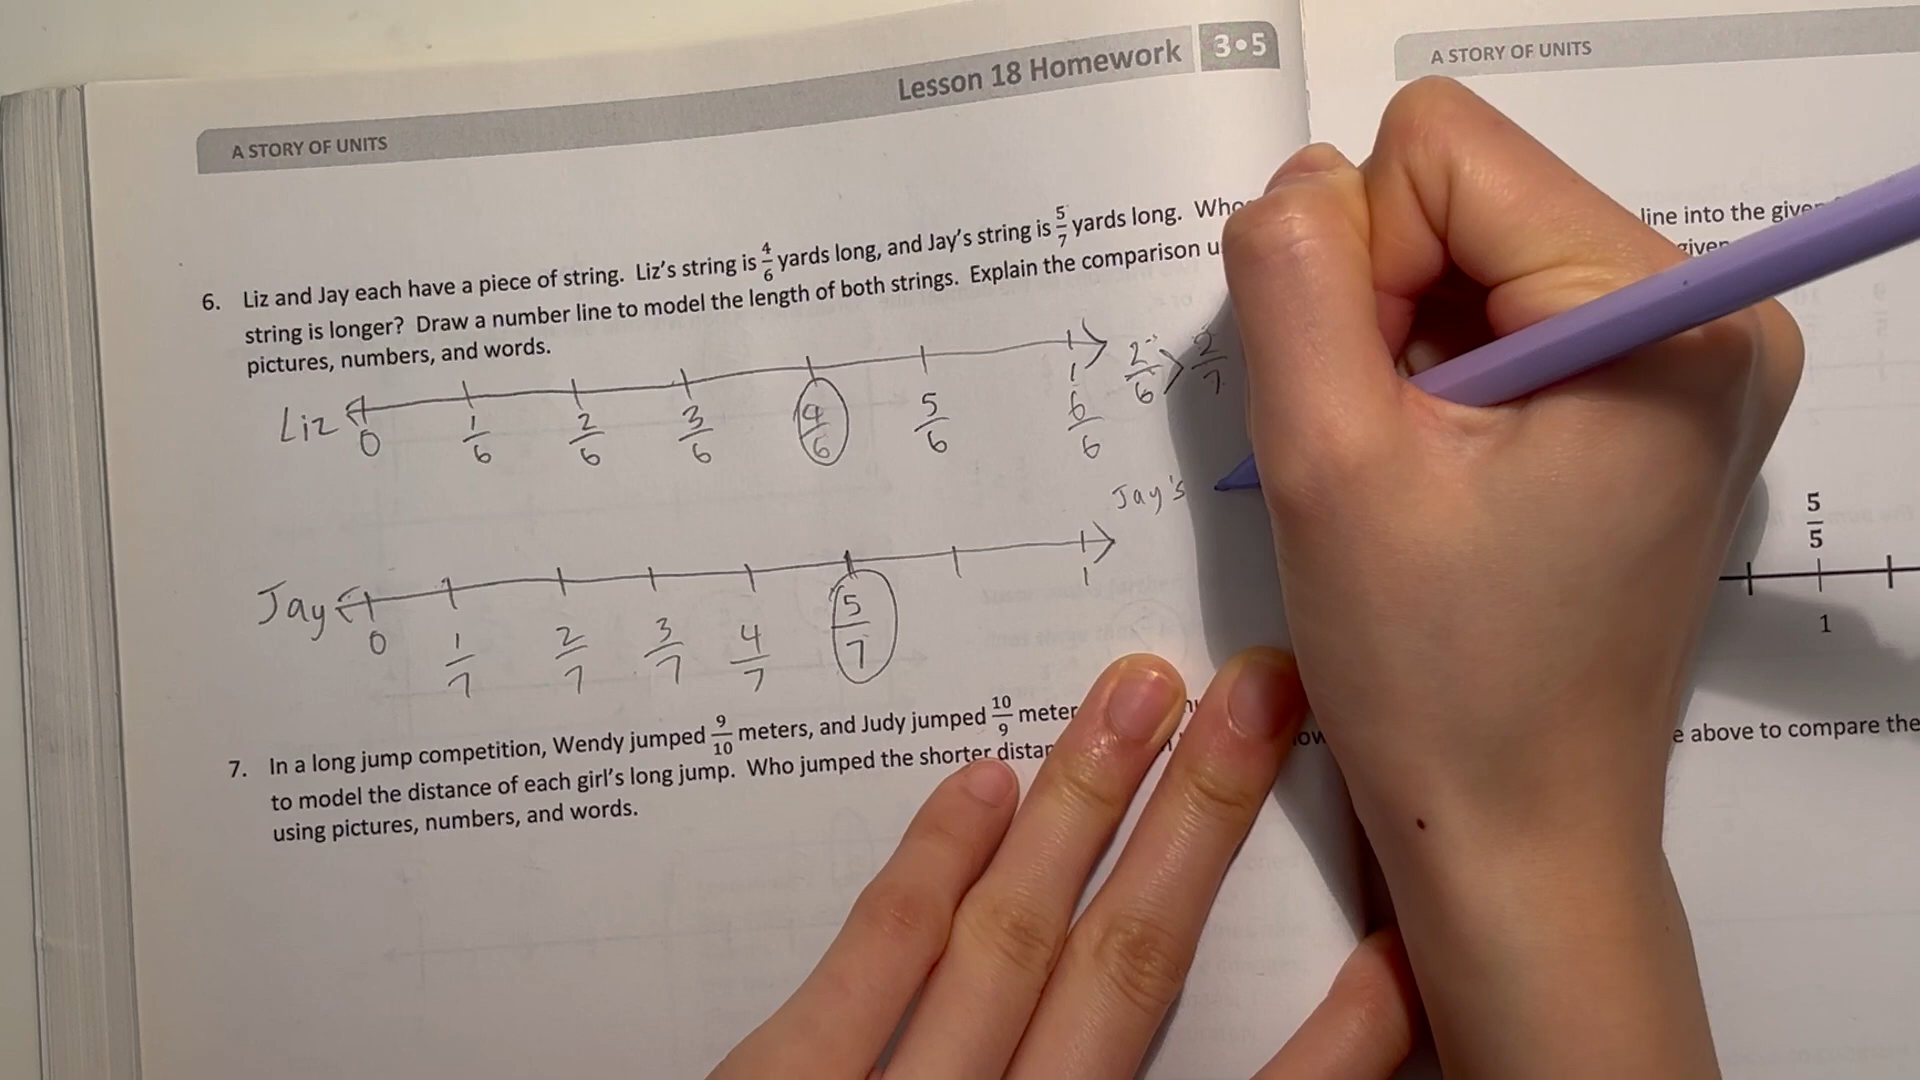 Lesson 18 Homework 3•5
A STORY OF UNITS
6. Liz and Jay each have a piece of string. Liz's string is 4/6 yards long, and Jay's string is 5/7 yards long.
string is longer? Draw a number line to model the length of both strings. Explain the comparison
pictures, numbers, and words.
Liz 0 1/6 2/6 3/6 4/6 5/6 1 6/6
2/6 > 2/7
Jay's
Jay 0 1/7 2/7 3/7 4/7 5/7 1
7. In a long jump competition, Wendy jumped 9/10 meters, and Judy jumped 10/9
to model the distance of each girl's long jump. Who jumped the shorter
using pictures, numbers, and words.
A STORY OF UNITS
line into the
5/5
1
above to compare the